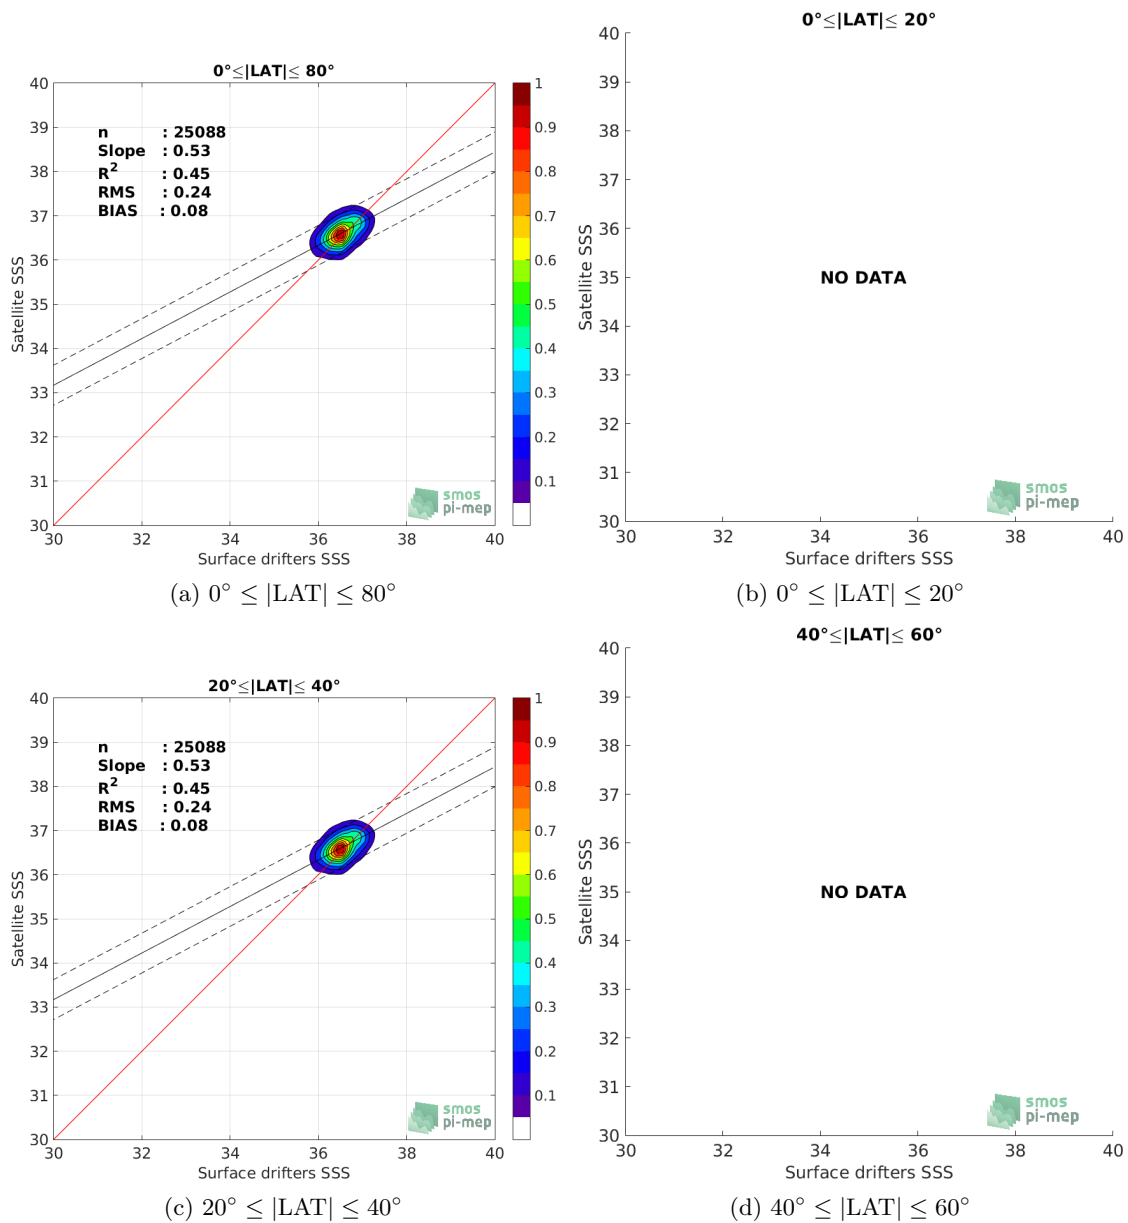 0°≤|LAT|≤ 80°
40
39
38
37
36
35
34
33
32
31
30
Satellite SSS
n : 25088
Slope : 0.53
R2 : 0.45
RMS : 0.24
BIAS : 0.08
1
0.9
0.8
0.7
0.6
0.5
0.4
0.3
0.2
0.1
smos
pi-mep
30 32 34 36 38 40
Surface drifters SSS
(a) 0° ≤ |LAT| ≤ 80°
0°≤|LAT|≤ 20°
40
39
38
37
36
35
34
33
32
31
30
Satellite SSS
NO DATA
smos
pi-mep
30 32 34 36 38 40
Surface drifters SSS
(b) 0° ≤ |LAT| ≤ 20°
20°≤|LAT|≤ 40°
40
39
38
37
36
35
34
33
32
31
30
Satellite SSS
n : 25088
Slope : 0.53
R2 : 0.45
RMS : 0.24
BIAS : 0.08
1
0.9
0.8
0.7
0.6
0.5
0.4
0.3
0.2
0.1
smos
pi-mep
30 32 34 36 38 40
Surface drifters SSS
(c) 20° ≤ |LAT| ≤ 40°
40°≤|LAT|≤ 60°
40
39
38
37
36
35
34
33
32
31
30
Satellite SSS
NO DATA
smos
pi-mep
30 32 34 36 38 40
Surface drifters SSS
(d) 40° ≤ |LAT| ≤ 60°